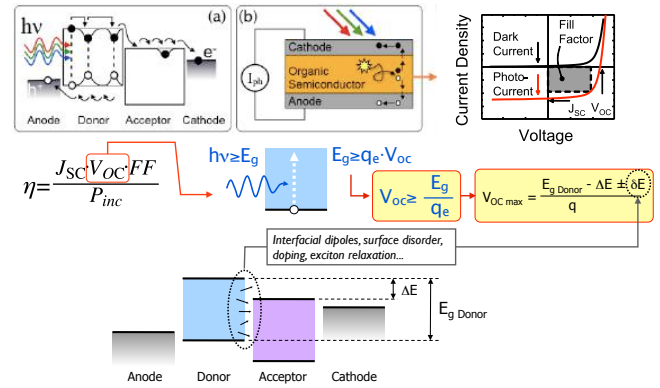 (a)
hν
h⁺
e⁻
Anode Donor Acceptor Cathode
(b)
I_ph
Cathode
Organic
Semiconductor
Anode
Current Density
Dark
Current
Fill
Factor
Photo-
Current
J_SC V_OC
Voltage
η= J_SC·V_OC·FF / P_inc
hν≥E_g
E_g≥q_e·V_oc
V_oc≥ E_g / q_e
V_OC max = E_g Donor - ΔE ± δE / q
Interfacial dipoles, surface disorder,
doping, exciton relaxation...
ΔE
E_g Donor
Anode Donor Acceptor Cathode